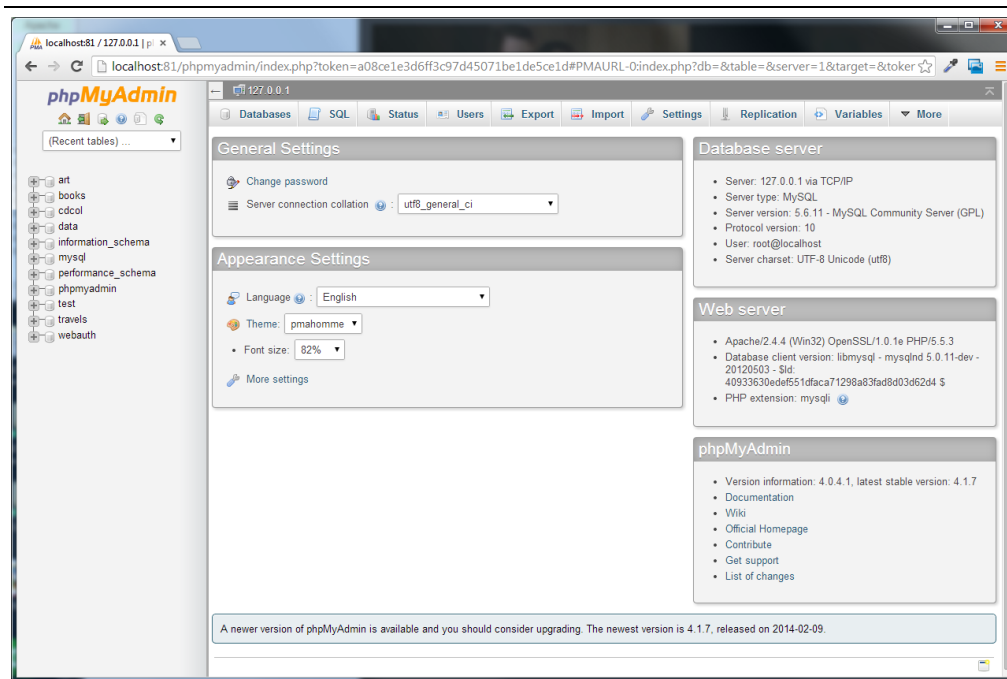 localhost:81 / 127.0.0.1 | p
localhost:81/phpmyadmin/index.php?token=a08ce1e3d6ff3c97d45071be1de5ce1d#PMAURL-0:index.php?db=&table=&server=1&target=&toker
phpMyAdmin
(Recent tables) ...
art
books
cdcol
data
information_schema
mysql
performance_schema
phpmyadmin
test
travels
webauth
127.0.0.1
Databases SQL Status Users Export Import Settings Replication Variables More
General Settings
Change password
Server connection collation : utf8_general_ci
Appearance Settings
Language : English
Theme: pmahomme
Font size: 82%
More settings
Database server
Server: 127.0.0.1 via TCP/IP
Server type: MySQL
Server version: 5.6.11 - MySQL Community Server (GPL)
Protocol version: 10
User: root@localhost
Server charset: UTF-8 Unicode (utf8)
Web server
Apache/2.4.4 (Win32) OpenSSL/1.0.1e PHP/5.5.3
Database client version: libmysql - mysqlnd 5.0.11-dev -
20120503 - $Id:
40933630edef551dfaca71298a83fad8d03d62d4 $
PHP extension: mysqli
phpMyAdmin
Version information: 4.0.4.1, latest stable version: 4.1.7
Documentation
Wiki
Official Homepage
Contribute
Get support
List of changes
A newer version of phpMyAdmin is available and you should consider upgrading. The newest version is 4.1.7, released on 2014-02-09.